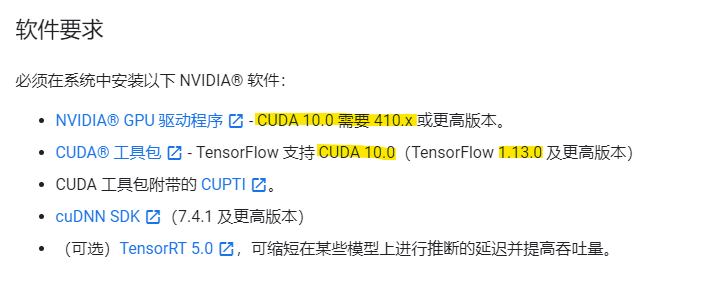 软件要求
必须在系统中安装以下 NVIDIA® 软件：
• NVIDIA® GPU 驱动程序 - CUDA 10.0 需要 410.x 或更高版本。
• CUDA® 工具包 - TensorFlow 支持 CUDA 10.0（TensorFlow 1.13.0 及更高版本）
• CUDA 工具包附带的 CUPTI。
• cuDNN SDK（7.4.1 及更高版本）
• （可选）TensorRT 5.0，可缩短在某些模型上进行推断的延迟并提高吞吐量。